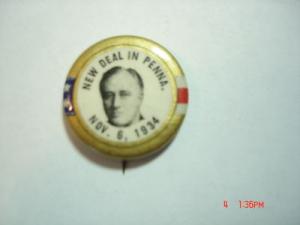 NEW DEAL IN PENNA.
NOV. 6, 1934
4 1:36PM